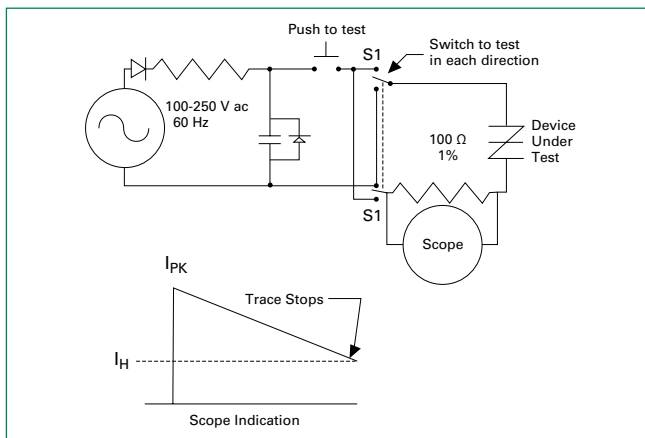 Push to test
S1
Switch to test
in each direction
100-250 V ac
60 Hz
100 Ω
1%
Device
Under
Test
S1
Scope
IPK
Trace Stops
IH
Scope Indication